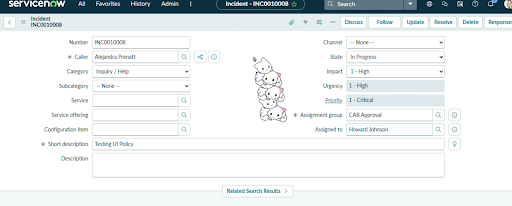 servicenow All Favorites History Admin Incident - INC0010008 ☆ Search
Incident
INC0010008
Discuss Follow Update Resolve Delete Response
Number INC0010008
Channel -- None --
* Caller Alejandra Prenatt
State In Progress
Category Inquiry / Help
Impact 1 - High
Subcategory -- None --
Urgency 1 - High
Service
Priority 1 - Critical
Service offering
* Assignment group CAB Approval
Configuration item
Assigned to Howard Johnson
* Short description Testing UI Policy
Description
Related Search Results >